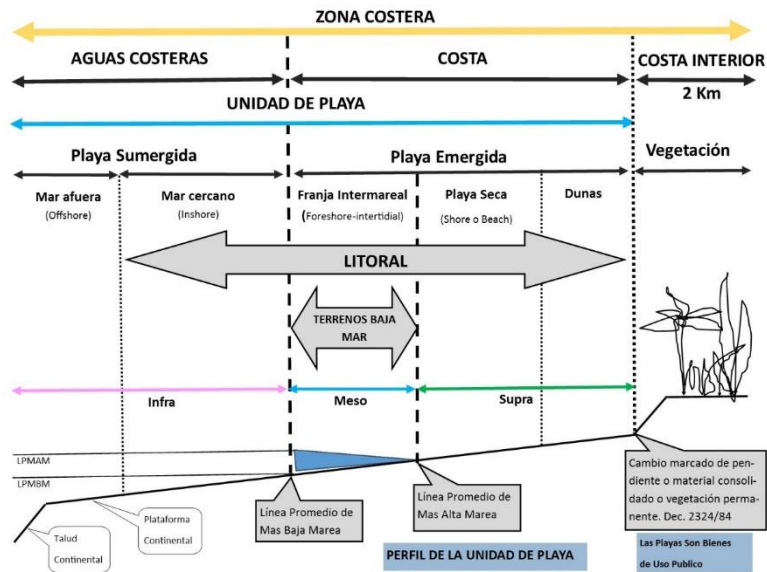 ZONA COSTERA
AGUAS COSTERAS
COSTA
COSTA INTERIOR
2 Km
UNIDAD DE PLAYA
Playa Sumergida
Playa Emergida
Vegetación
Mar afuera
(Offshore)
Mar cercano
(Inshore)
Franja Intermareal
(Foreshore-intertidial)
Playa Seca
(Shore o Beach)
Dunas
LITORAL
TERRENOS BAJA
MAR
Infra
Meso
Supra
LPMAM
LPMBM
Talud
Continental
Plataforma
Continental
Línea Promedio de
Mas Baja Marea
Línea Promedio de
Mas Alta Marea
Cambio marcado de pen-
diente o material consoli-
dado o vegetación perma-
nente. Dec. 2324/84
PERFIL DE LA UNIDAD DE PLAYA
Las Playas Son Bienes
de Uso Publico